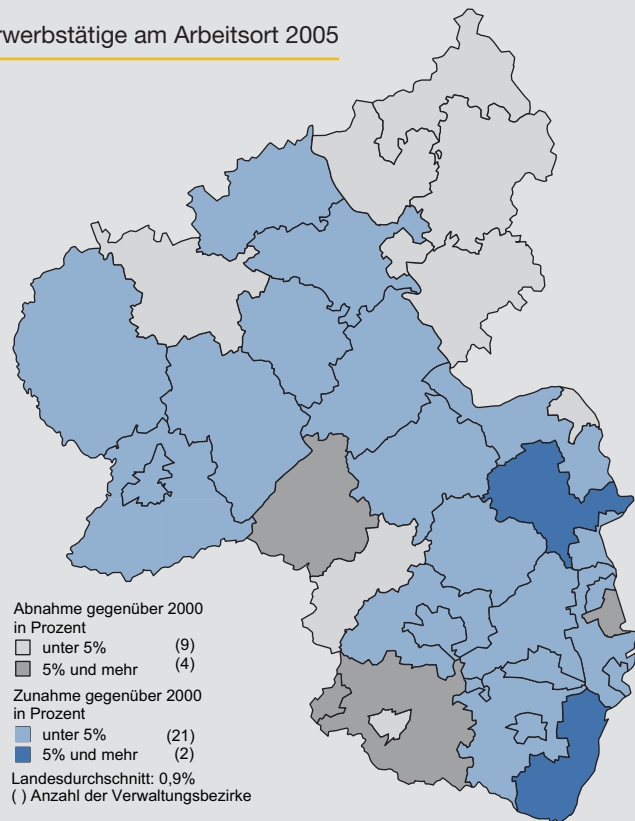 rwerbstätige am Arbeitsort 2005
Abnahme gegenüber 2000
in Prozent
unter 5% (9)
5% und mehr (4)
Zunahme gegenüber 2000
in Prozent
unter 5% (21)
5% und mehr (2)
Landesdurchschnitt: 0,9%
( ) Anzahl der Verwaltungsbezirke